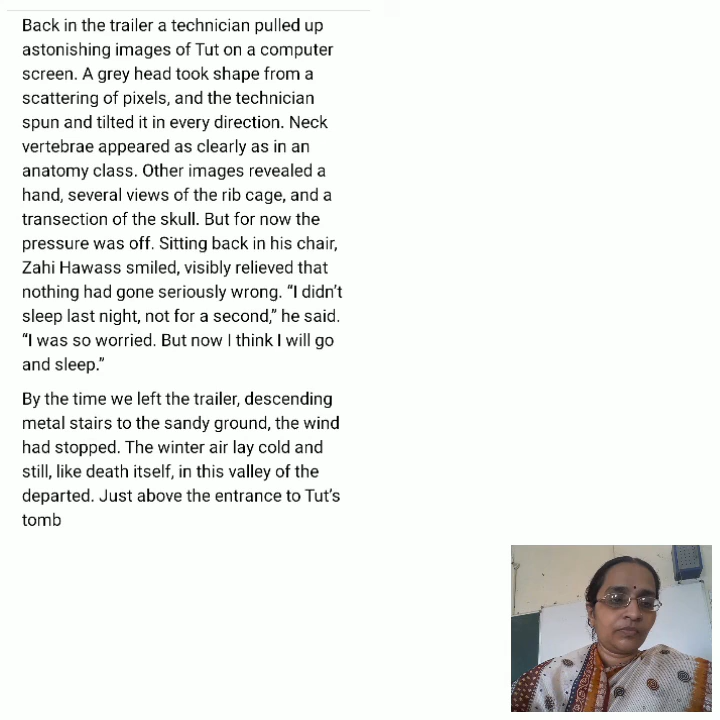 Back in the trailer a technician pulled up
astonishing images of Tut on a computer
screen. A grey head took shape from a
scattering of pixels, and the technician
spun and tilted it in every direction. Neck
vertebrae appeared as clearly as in an
anatomy class. Other images revealed a
hand, several views of the rib cage, and a
transection of the skull. But for now the
pressure was off. Sitting back in his chair,
Zahi Hawass smiled, visibly relieved that
nothing had gone seriously wrong. “I didn’t
sleep last night, not for a second,” he said.
“I was so worried. But now I think I will go
and sleep.”
By the time we left the trailer, descending
metal stairs to the sandy ground, the wind
had stopped. The winter air lay cold and
still, like death itself, in this valley of the
departed. Just above the entrance to Tut’s
tomb